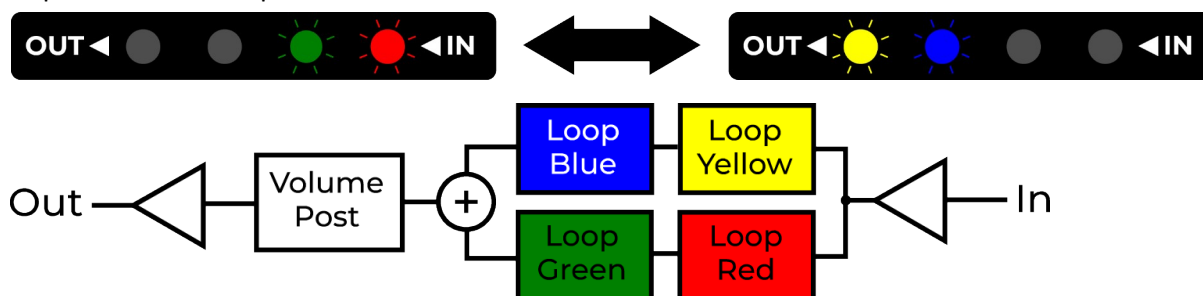 OUT IN
OUT IN
Loop
Blue
Loop
Yellow
Volume
Post
+
Out
In
Loop
Green
Loop
Red